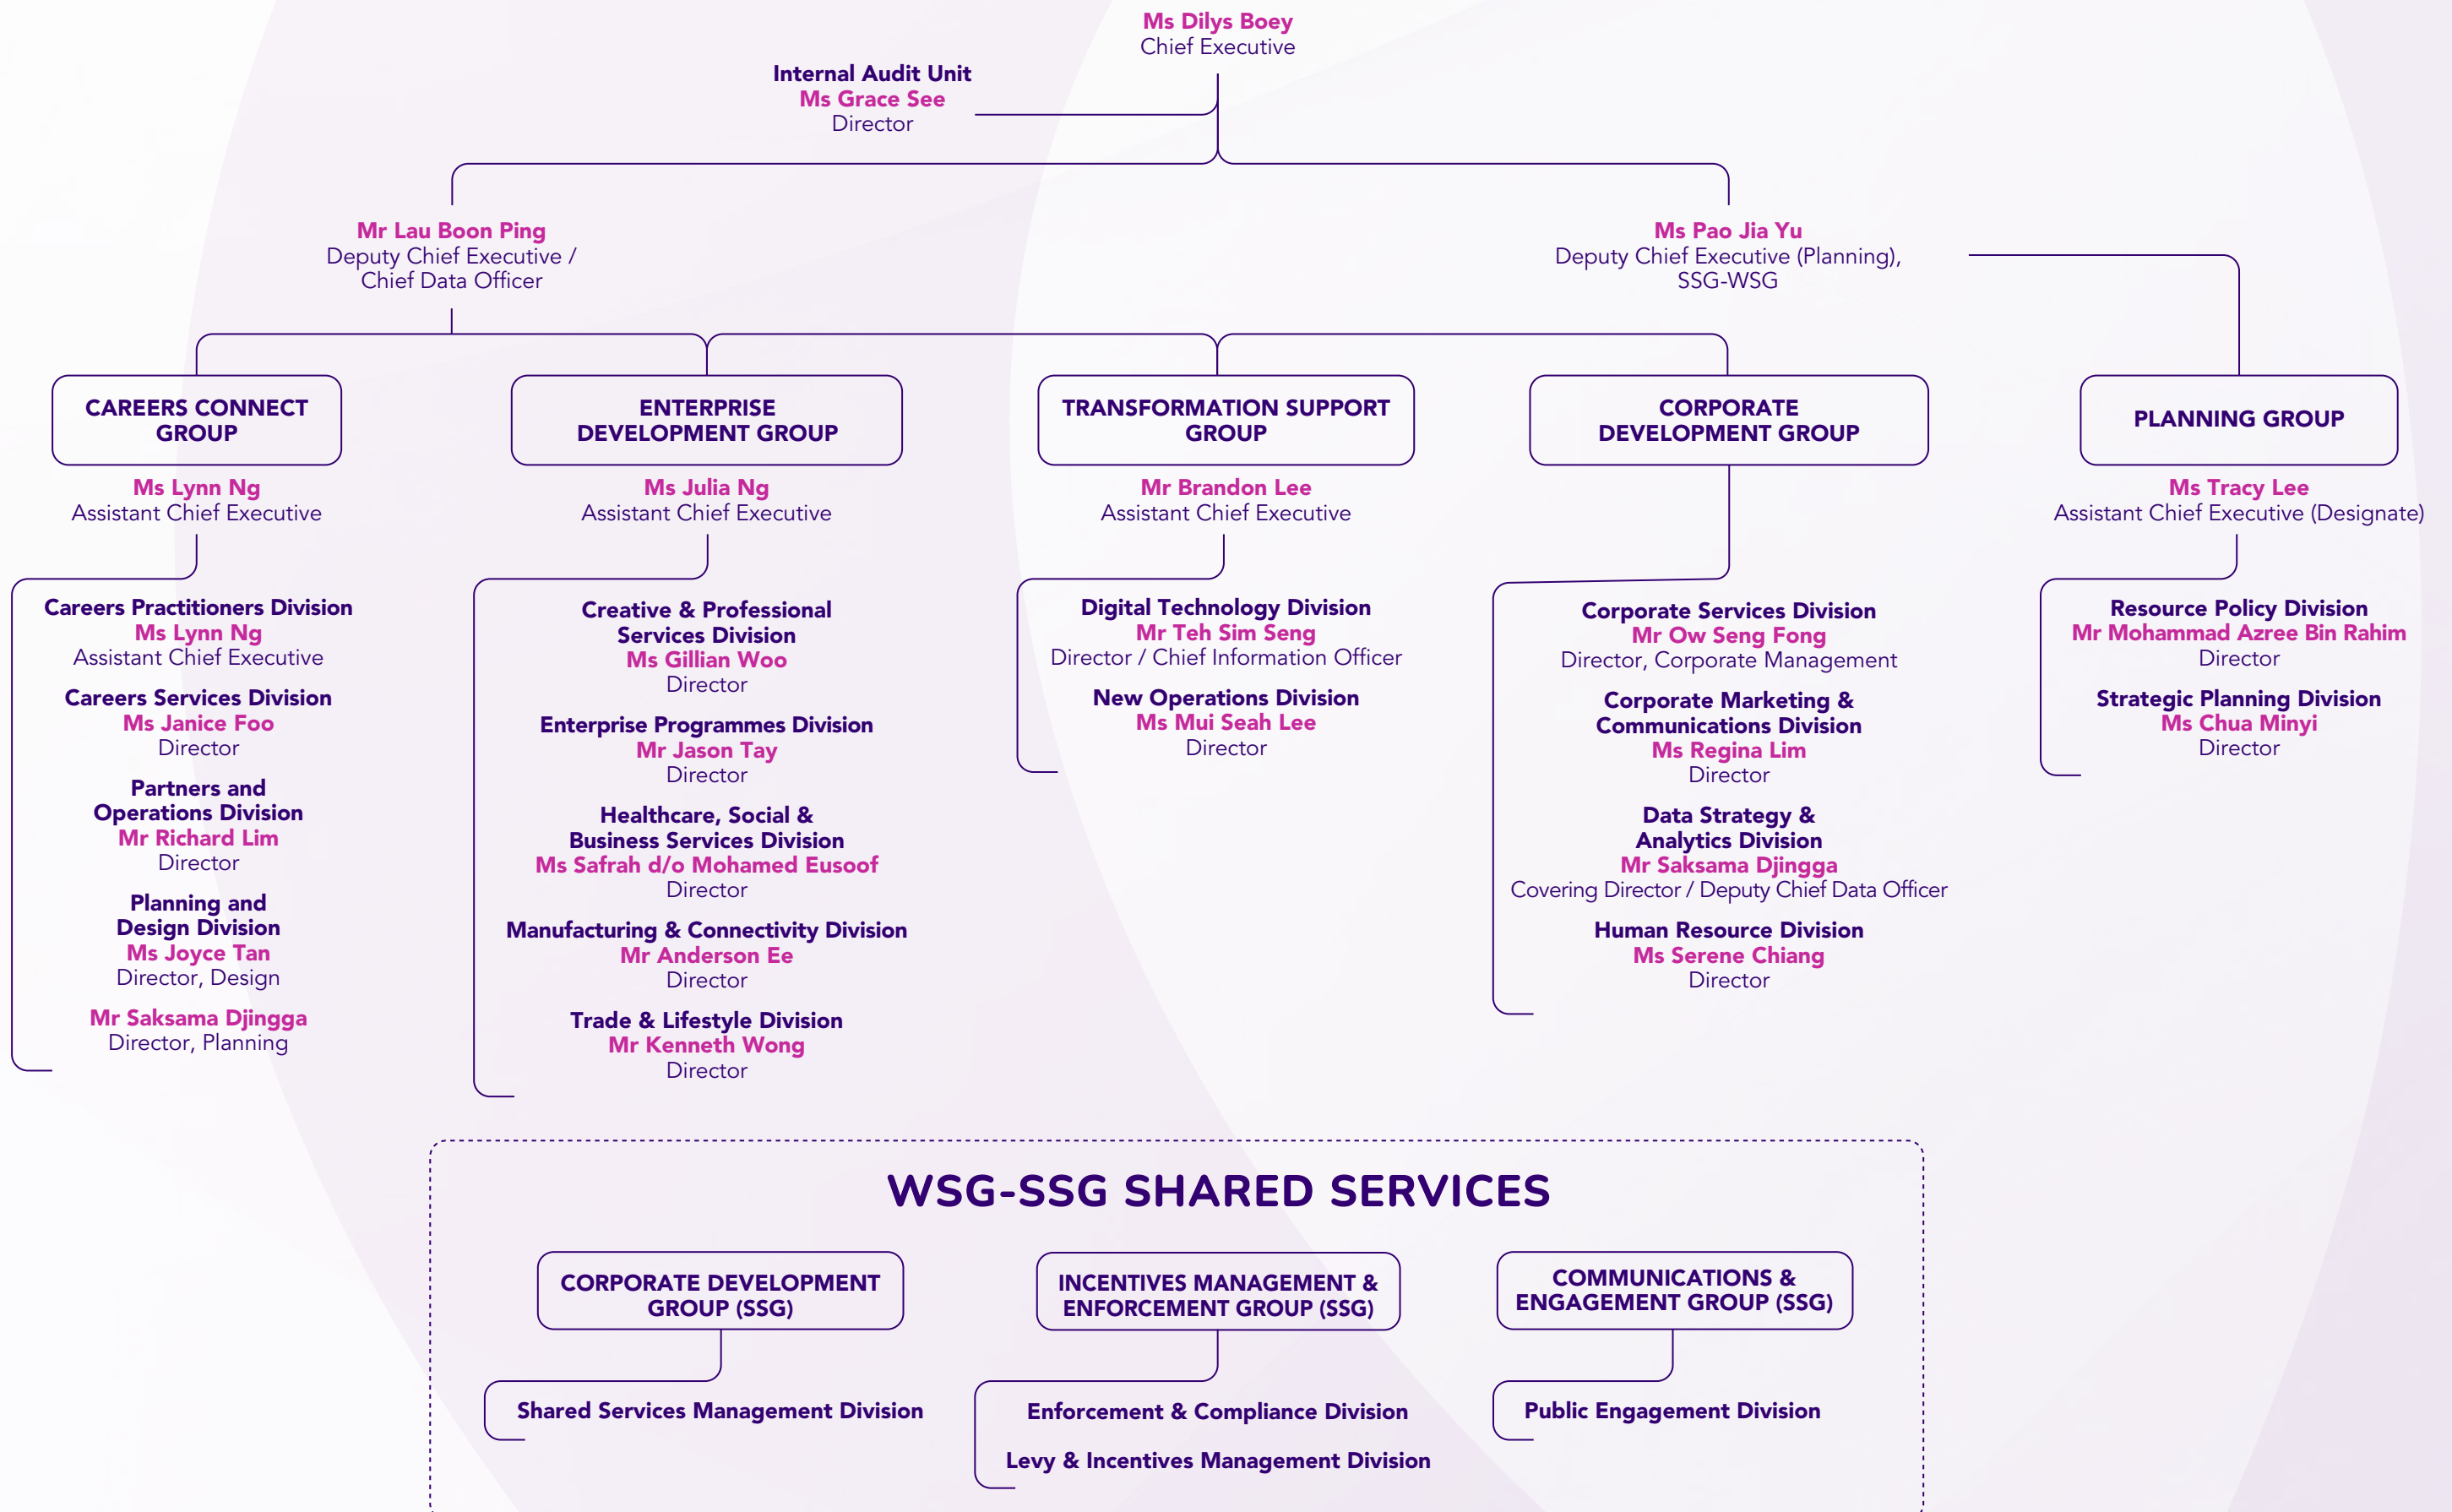 Ms Dilys Boey
Chief Executive
Internal Audit Unit
Ms Grace See
Director
Mr Lau Boon Ping
Deputy Chief Executive /
Chief Data Officer
Ms Pao Jia Yu
Deputy Chief Executive (Planning),
SSG-WSG
CAREERS CONNECT
GROUP
Ms Lynn Ng
Assistant Chief Executive
Careers Practitioners Division
Ms Lynn Ng
Assistant Chief Executive
Careers Services Division
Ms Janice Foo
Director
Partners and
Operations Division
Mr Richard Lim
Director
Planning and
Design Division
Ms Joyce Tan
Director, Design
Mr Saksama Djingga
Director, Planning
ENTERPRISE
DEVELOPMENT GROUP
Ms Julia Ng
Assistant Chief Executive
Creative & Professional
Services Division
Ms Gillian Woo
Director
Enterprise Programmes Division
Mr Jason Tay
Director
Healthcare, Social &
Business Services Division
Ms Safrah d/o Mohamed Eusoof
Director
Manufacturing & Connectivity Division
Mr Anderson Ee
Director
Trade & Lifestyle Division
Mr Kenneth Wong
Director
TRANSFORMATION SUPPORT
GROUP
Mr Brandon Lee
Assistant Chief Executive
Digital Technology Division
Mr Teh Sim Seng
Director / Chief Information Officer
New Operations Division
Ms Mui Seah Lee
Director
CORPORATE
DEVELOPMENT GROUP
Corporate Services Division
Mr Ow Seng Fong
Director, Corporate Management
Corporate Marketing &
Communications Division
Ms Regina Lim
Director
Data Strategy &
Analytics Division
Mr Saksama Djingga
Covering Director / Deputy Chief Data Officer
Human Resource Division
Ms Serene Chiang
Director
PLANNING GROUP
Ms Tracy Lee
Assistant Chief Executive (Designate)
Resource Policy Division
Mr Mohammad Azree Bin Rahim
Director
Strategic Planning Division
Ms Chua Minyi
Director
WSG-SSG SHARED SERVICES
CORPORATE DEVELOPMENT
GROUP (SSG)
Shared Services Management Division
INCENTIVES MANAGEMENT &
ENFORCEMENT GROUP (SSG)
Enforcement & Compliance Division
Levy & Incentives Management Division
COMMUNICATIONS &
ENGAGEMENT GROUP (SSG)
Public Engagement Division